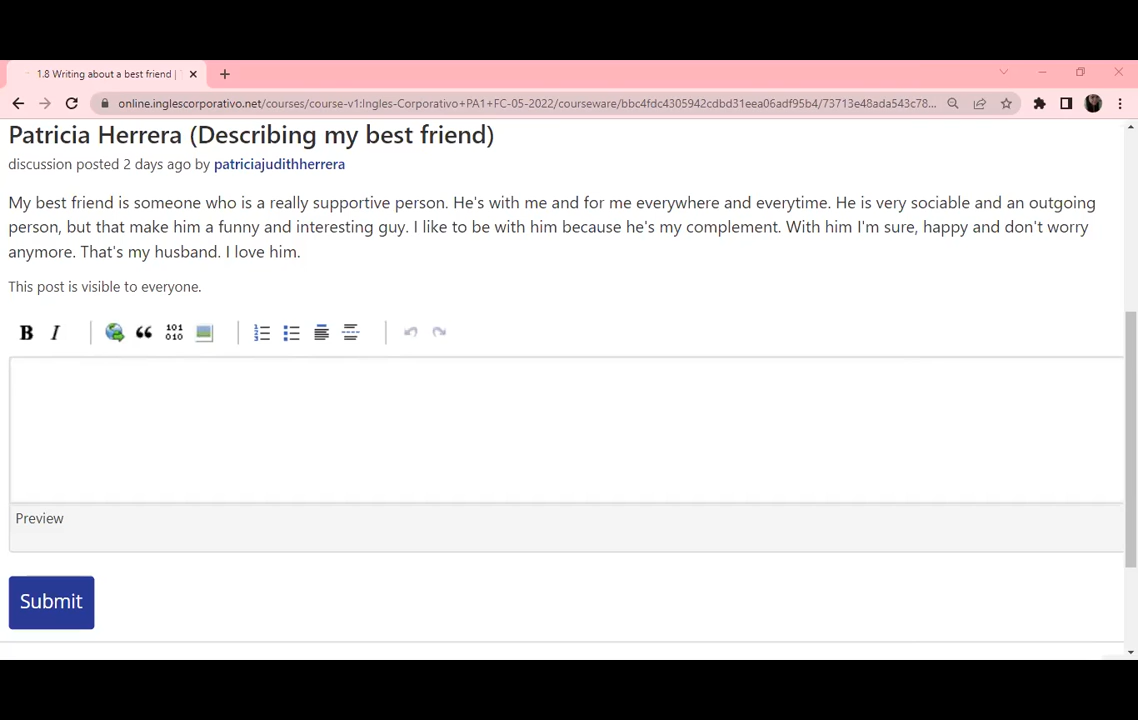 1.8 Writing about a best friend |
online.inglescorporativo.net/courses/course-v1:Ingles-Corporativo+PA1+FC-05-2022/courseware/bbc4fdc4305942cdbd31eea06adf95b4/73713e48ada543c78...
Patricia Herrera (Describing my best friend)
discussion posted 2 days ago by patriciajudithherrera
My best friend is someone who is a really supportive person. He's with me and for me everywhere and everytime. He is very sociable and an outgoing
person, but that make him a funny and interesting guy. I like to be with him because he's my complement. With him I'm sure, happy and don't worry
anymore. That's my husband. I love him.
This post is visible to everyone.
B I 101 010
Preview
Submit